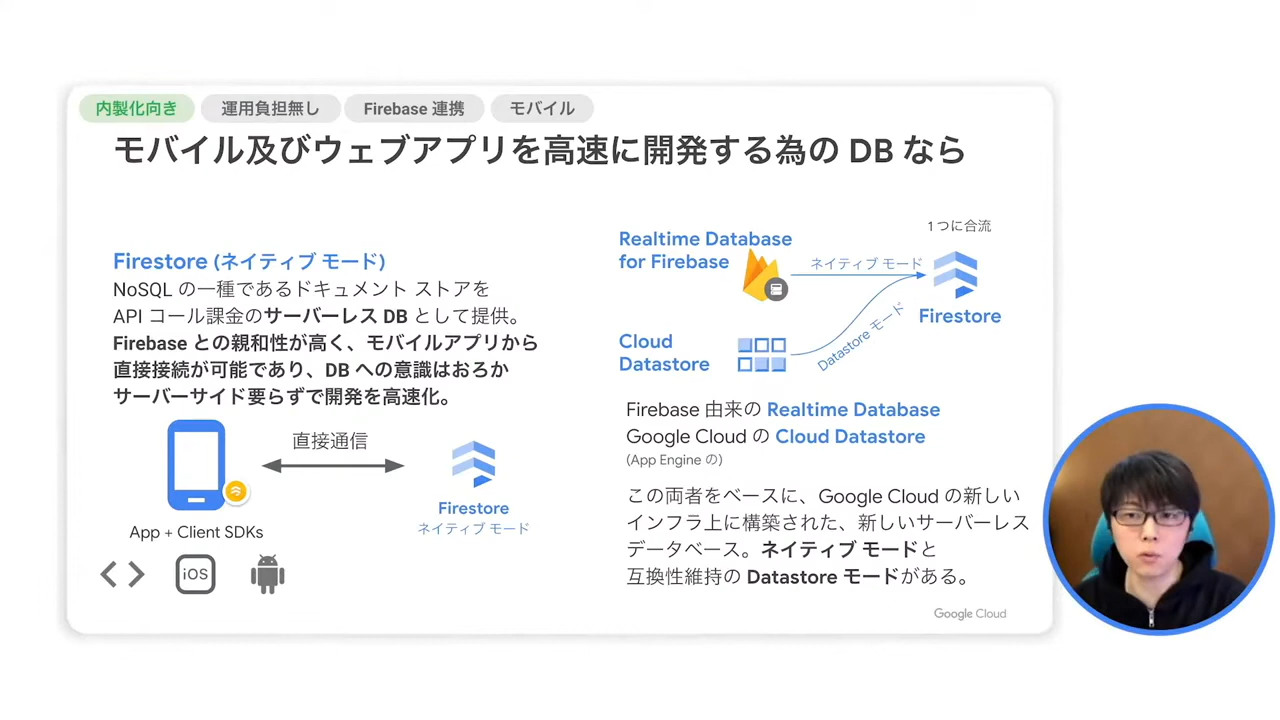 内製化向き
運用負担無し
Firebase 連携
モバイル
モバイル及びウェブアプリを高速に開発する為の DB なら
Firestore (ネイティブ モード)
NoSQL の一種であるドキュメント ストアを
API コール課金のサーバーレス DB として提供。
Firebase との親和性が高く、モバイルアプリから
直接接続が可能であり、DB への意識はおろか
サーバーサイド要らずで開発を高速化。
直接通信
Firestore
ネイティブ モード
App + Client SDKs
iOS
1 つに合流
Realtime Database
for Firebase
ネイティブ モード
Firestore
Cloud
Datastore
Datastore モード
Firebase 由来の Realtime Database
Google Cloud の Cloud Datastore
(App Engine の)
この両者をベースに、Google Cloud の新しい
インフラ上に構築された、新しいサーバーレス
データベース。ネイティブ モードと
互換性維持の Datastore モードがある。
Google Cloud